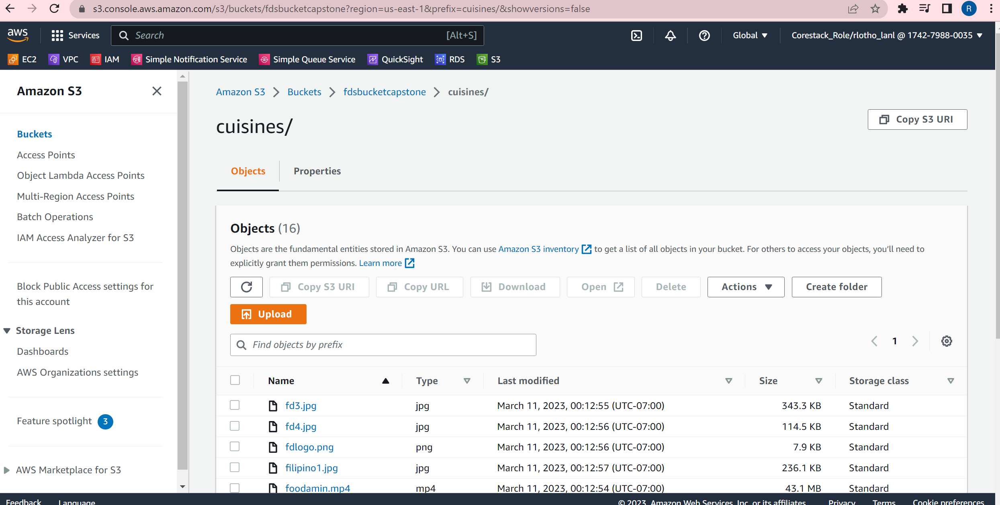 s3.console.aws.amazon.com/s3/buckets/fdsbucketcapstone?region=us-east-1&prefix=cuisines/&showversions=false
R
aws
Services
Search
[Alt+S]
Global
Corestack_Role/rlotho_lanl @ 1742-7988-0035
EC2
VPC
IAM
Simple Notification Service
Simple Queue Service
QuickSight
RDS
S3
Amazon S3
Buckets
Access Points
Object Lambda Access Points
Multi-Region Access Points
Batch Operations
IAM Access Analyzer for S3
Block Public Access settings for
this account
Storage Lens
Dashboards
AWS Organizations settings
Feature spotlight 3
AWS Marketplace for S3
Amazon S3 > Buckets > fdsbucketcapstone > cuisines/
cuisines/
Copy S3 URI
Objects
Properties
Objects (16)
Objects are the fundamental entities stored in Amazon S3. You can use Amazon S3 inventory to get a list of all objects in your bucket. For others to access your objects, you'll need to
explicitly grant them permissions. Learn more
Copy S3 URI
Copy URL
Download
Open
Delete
Actions
Create folder
Upload
Find objects by prefix
1
Name Type Last modified Size Storage class
fd3.jpg jpg March 11, 2023, 00:12:55 (UTC-07:00) 343.3 KB Standard
fd4.jpg jpg March 11, 2023, 00:12:56 (UTC-07:00) 114.5 KB Standard
fdlogo.png png March 11, 2023, 00:12:56 (UTC-07:00) 7.9 KB Standard
filipino1.jpg jpg March 11, 2023, 00:12:57 (UTC-07:00) 236.1 KB Standard
foodamin.mp4 mp4 March 11, 2023, 00:12:54 (UTC-07:00) 43.1 MB Standard
Feedback Language © 2023, Amazon Web Services, Inc. or its affiliates. Privacy Terms Cookie preferences